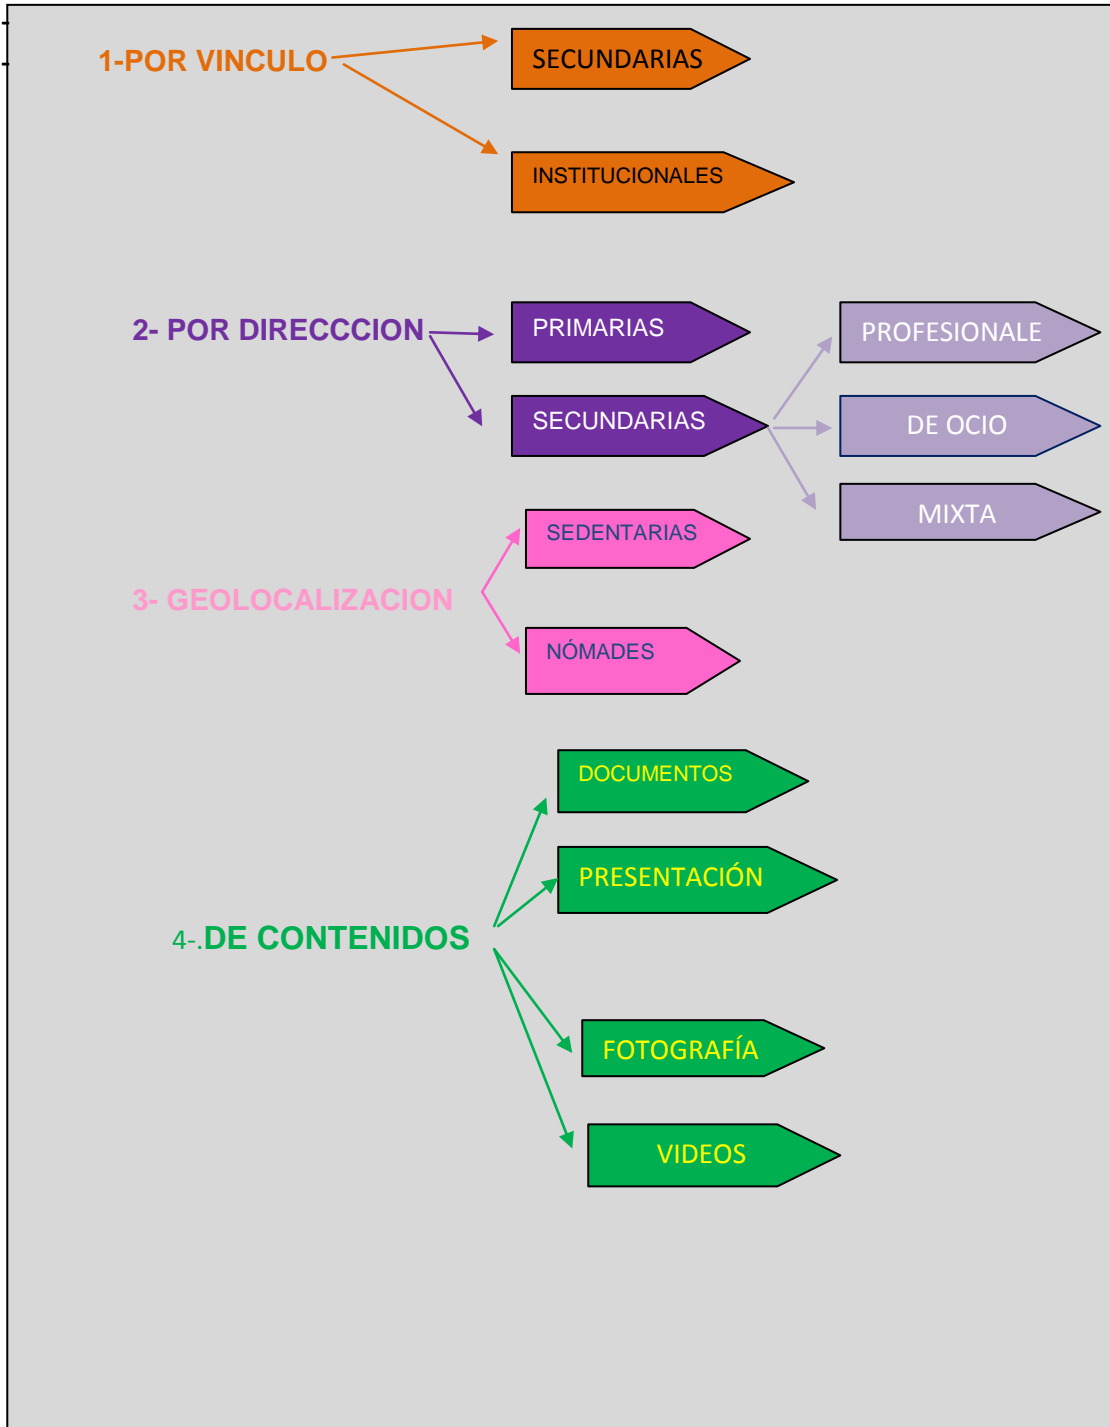 1-POR VINCULO
SECUNDARIAS
INSTITUCIONALES
2- POR DIRECCCION
PRIMARIAS
SECUNDARIAS
PROFESIONALE
DE OCIO
MIXTA
3- GEOLOCALIZACION
SEDENTARIAS
NÓMADES
4-.DE CONTENIDOS
DOCUMENTOS
PRESENTACIÓN
FOTOGRAFÍA
VIDEOS